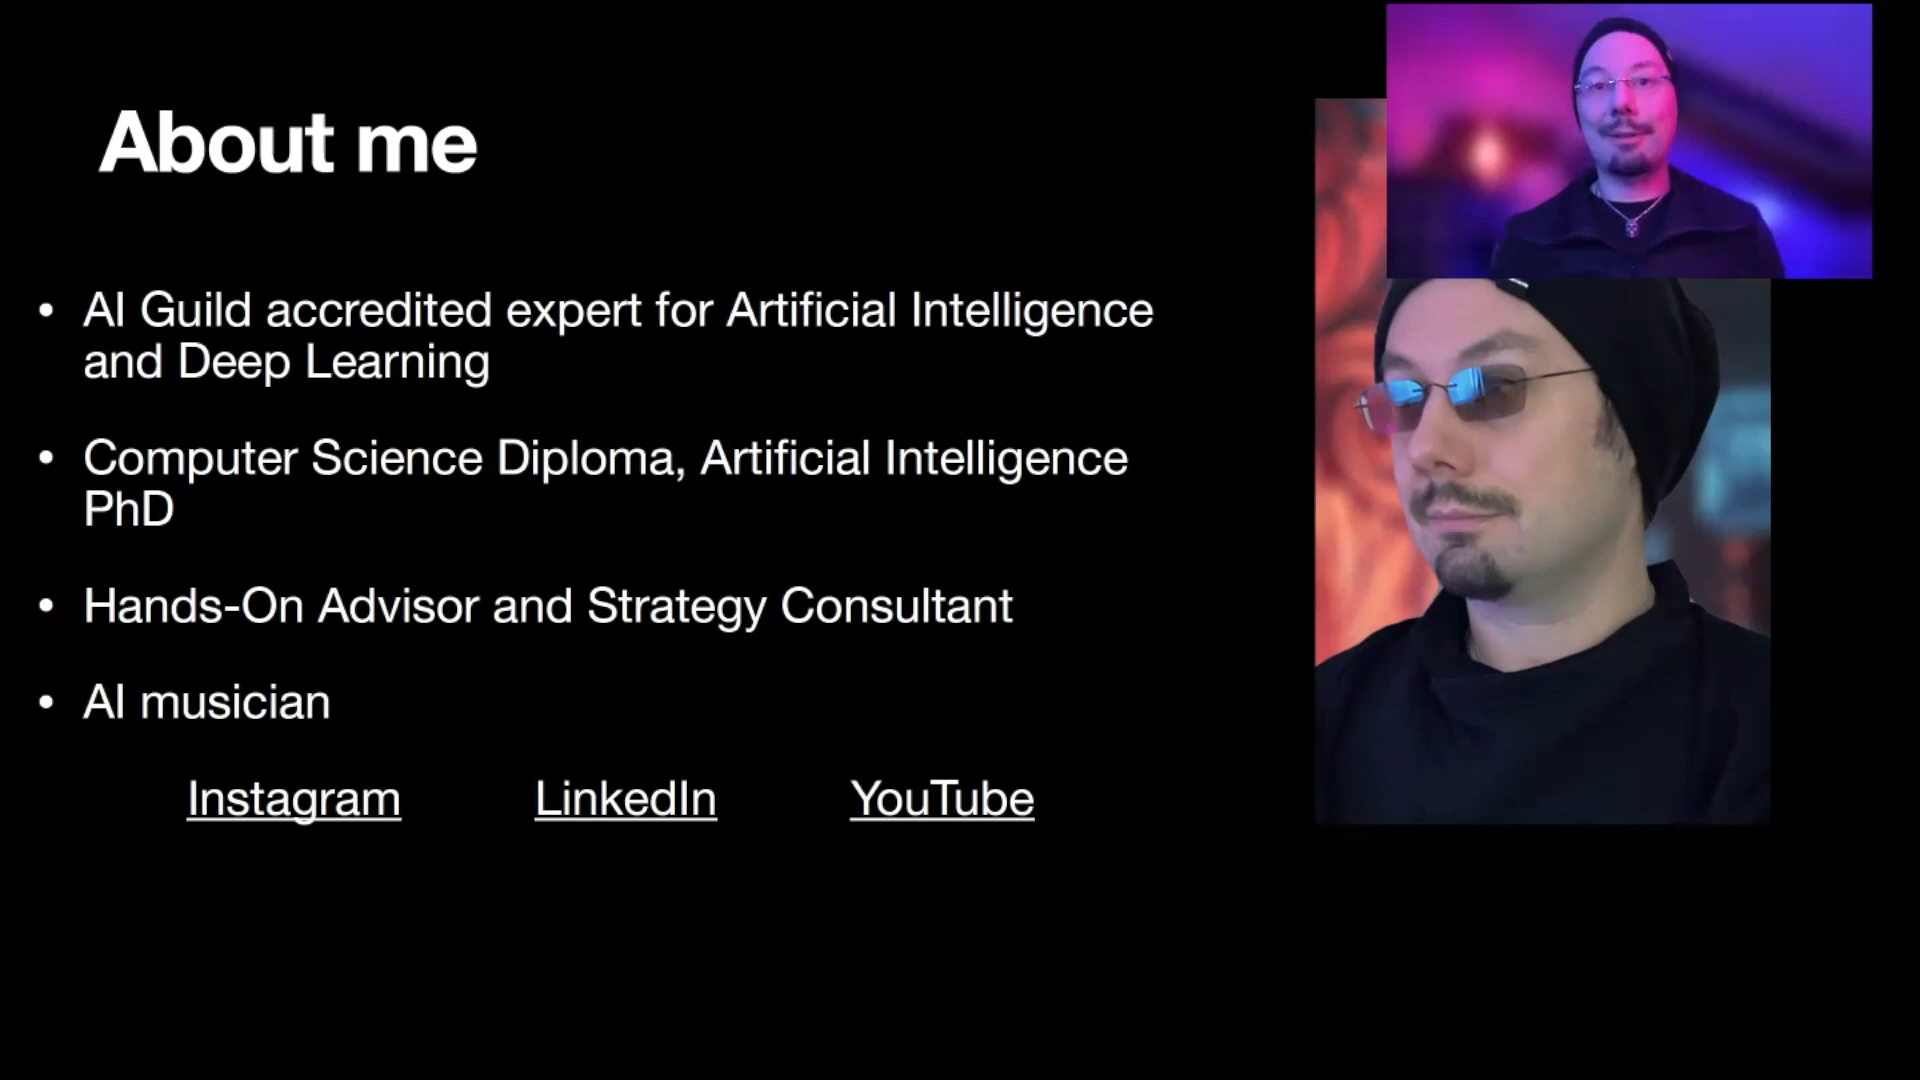 About me
• AI Guild accredited expert for Artificial Intelligence
and Deep Learning
• Computer Science Diploma, Artificial Intelligence
PhD
• Hands-On Advisor and Strategy Consultant
• AI musician
Instagram LinkedIn YouTube